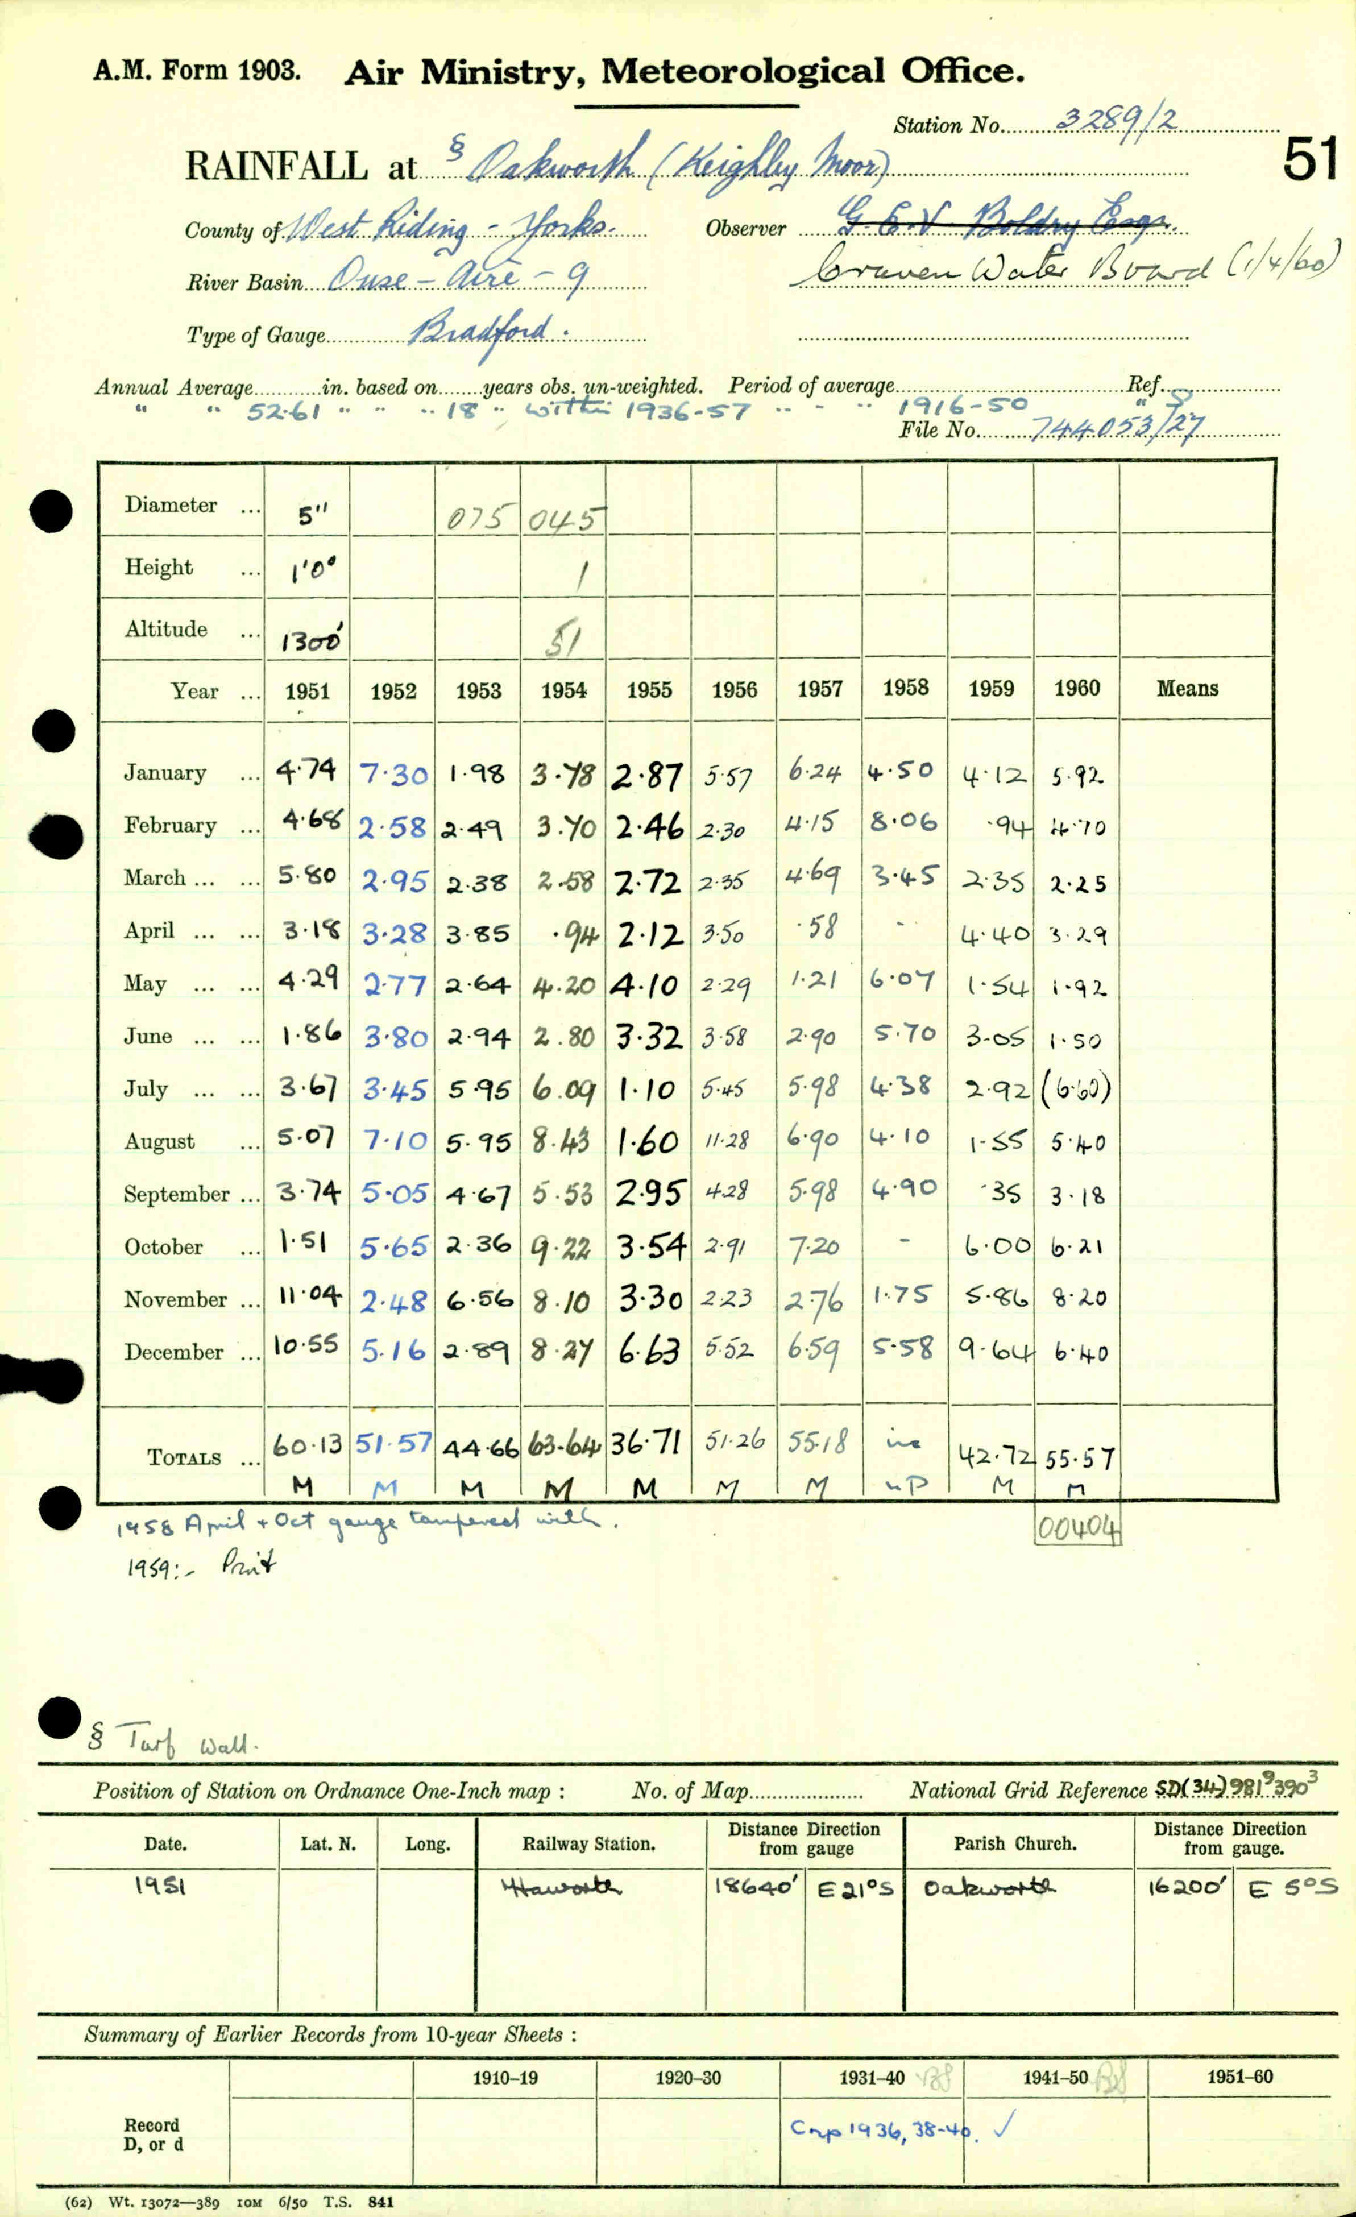 A.M. Form 1903. Air Ministry, Meteorological Office.
Station No. 3289/2
51
RAINFALL at § Oakworth (Keighley Moor)
County of West Riding - Yorks. Observer G. E. V. Boldry Esq.
Craven Water Board (1/4/60)
River Basin Ouse - Aire - 9
Type of Gauge Bradford.
Annual Average in. based on years obs. un-weighted. Period of average Ref.
" " 52.61 " " " 18 " within 1936-57 " - " 1916-50 "
File No. 744053/27
Diameter ... 5" 075 045
Height ... 1'0" 1
Altitude ... 1300' 51
Year ... 1951 1952 1953 1954 1955 1956 1957 1958 1959 1960 Means
January ... 4.74 7.30 1.98 3.78 2.87 5.57 6.24 4.50 4.12 5.92
February ... 4.68 2.58 2.49 3.70 2.46 2.30 4.15 8.06 .94 4.70
March ... ... 5.80 2.95 2.38 2.58 2.72 2.35 4.69 3.45 2.35 2.25
April ... ... 3.18 3.28 3.85 .94 2.12 3.50 .58 - 4.40 3.29
May ... ... 4.29 2.77 2.64 4.20 4.10 2.29 1.21 6.07 1.54 1.92
June ... ... 1.86 3.80 2.94 2.80 3.32 3.58 2.90 5.70 3.05 1.50
July ... ... 3.67 3.45 5.95 6.09 1.10 5.45 5.98 4.38 2.92 (6.60)
August ... 5.07 7.10 5.95 8.43 1.60 11.28 6.90 4.10 1.55 5.40
September ... 3.74 5.05 4.67 5.53 2.95 4.28 5.98 4.90 .35 3.18
October ... 1.51 5.65 2.36 9.22 3.54 2.91 7.20 - 6.00 6.21
November ... 11.04 2.48 6.56 8.10 3.30 2.23 2.76 1.75 5.86 8.20
December ... 10.55 5.16 2.89 8.27 6.63 5.52 6.59 5.58 9.64 6.40
TOTALS ... 60.13 51.57 44.66 63.64 36.71 51.26 55.18 inc 42.72 55.57
M M M M M M M nP M M
1958 April + Oct gauge tampered with.
00404
1959:- Print
§ Turf Wall.
Position of Station on Ordnance One-Inch map : No. of Map National Grid Reference SD(34)981⁹390³
Date. Lat. N. Long. Railway Station. Distance from gauge Direction Parish Church. Distance from gauge. Direction
1951 Haworth 18640' E 21° S Oakworth 16200' E 5° S
Summary of Earlier Records from 10-year Sheets :
1910–19 1920–30 1931–40 1941–50 1951–60
Record
D, or d
Cmp 1936, 38-40. ✓
(62) Wt. 13072—389 10M 6/50 T.S. 841